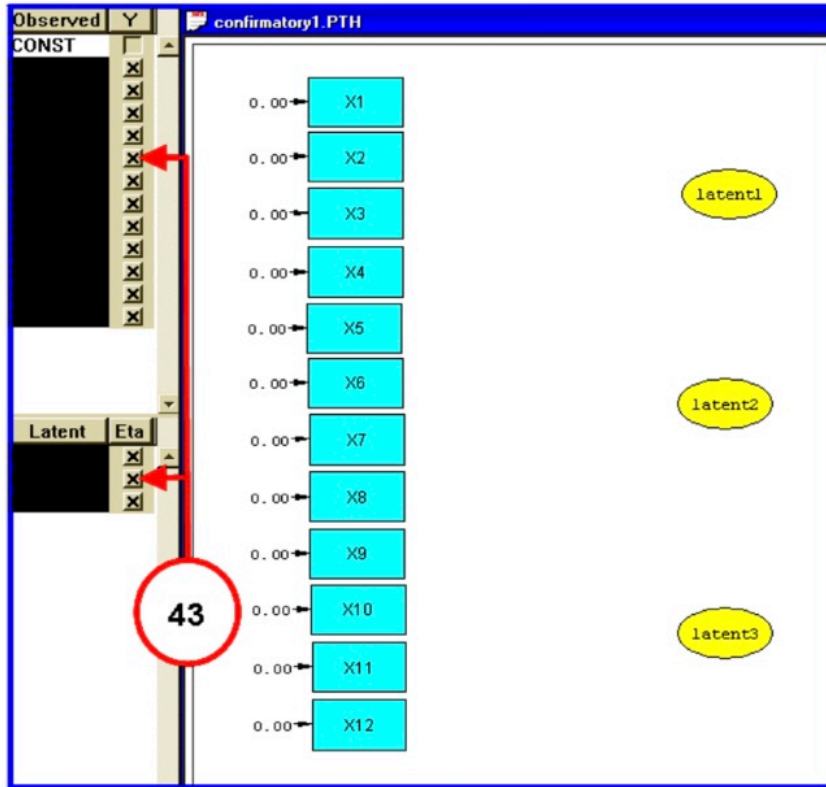 Observed Y
CONST
Latent Eta
43
confirmatory1.PTH
0.00 X1
0.00 X2
latent1
0.00 X3
0.00 X4
0.00 X5
0.00 X6
latent2
0.00 X7
0.00 X8
0.00 X9
0.00 X10
latent3
0.00 X11
0.00 X12